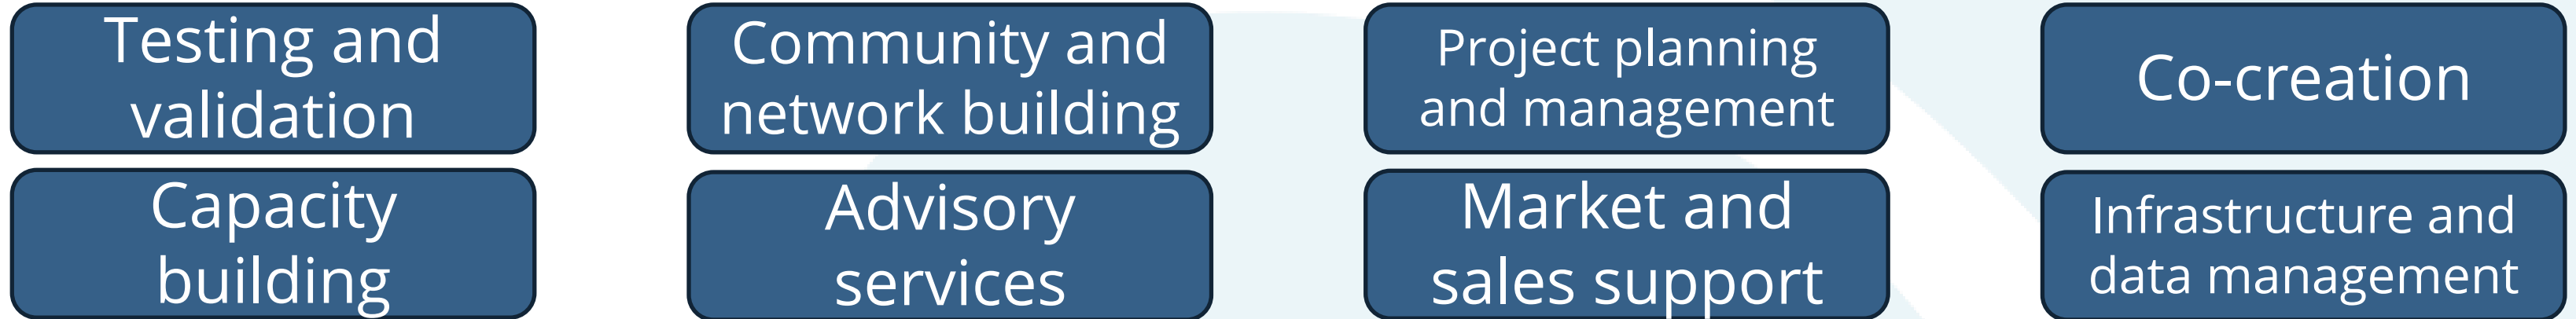 Testing and
validation
Community and
network building
Project planning
and management
Co-creation
Capacity
building
Advisory
services
Market and
sales support
Infrastructure and
data management